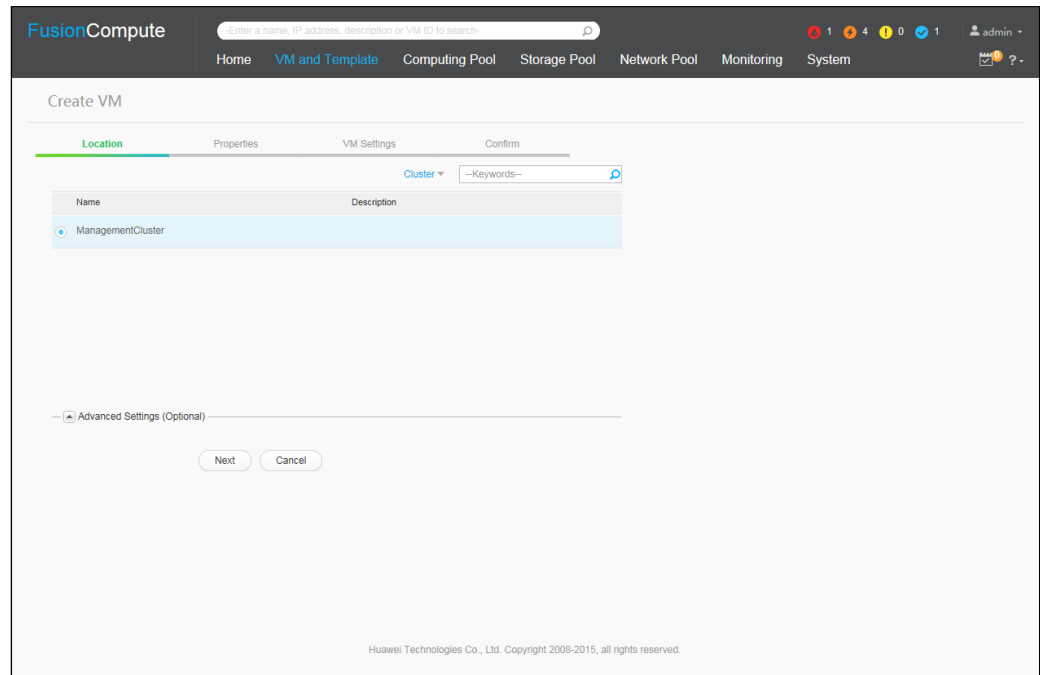 FusionCompute
-Enter a name, IP address, description or VM ID to search-
1 4 0 1
admin
Home VM and Template Computing Pool Storage Pool Network Pool Monitoring System
0 ?
Create VM
Location Properties VM Settings Confirm
Cluster --Keywords--
Name Description
ManagementCluster
Advanced Settings (Optional)
Next Cancel
Huawei Technologies Co., Ltd. Copyright 2008-2015, all rights reserved.